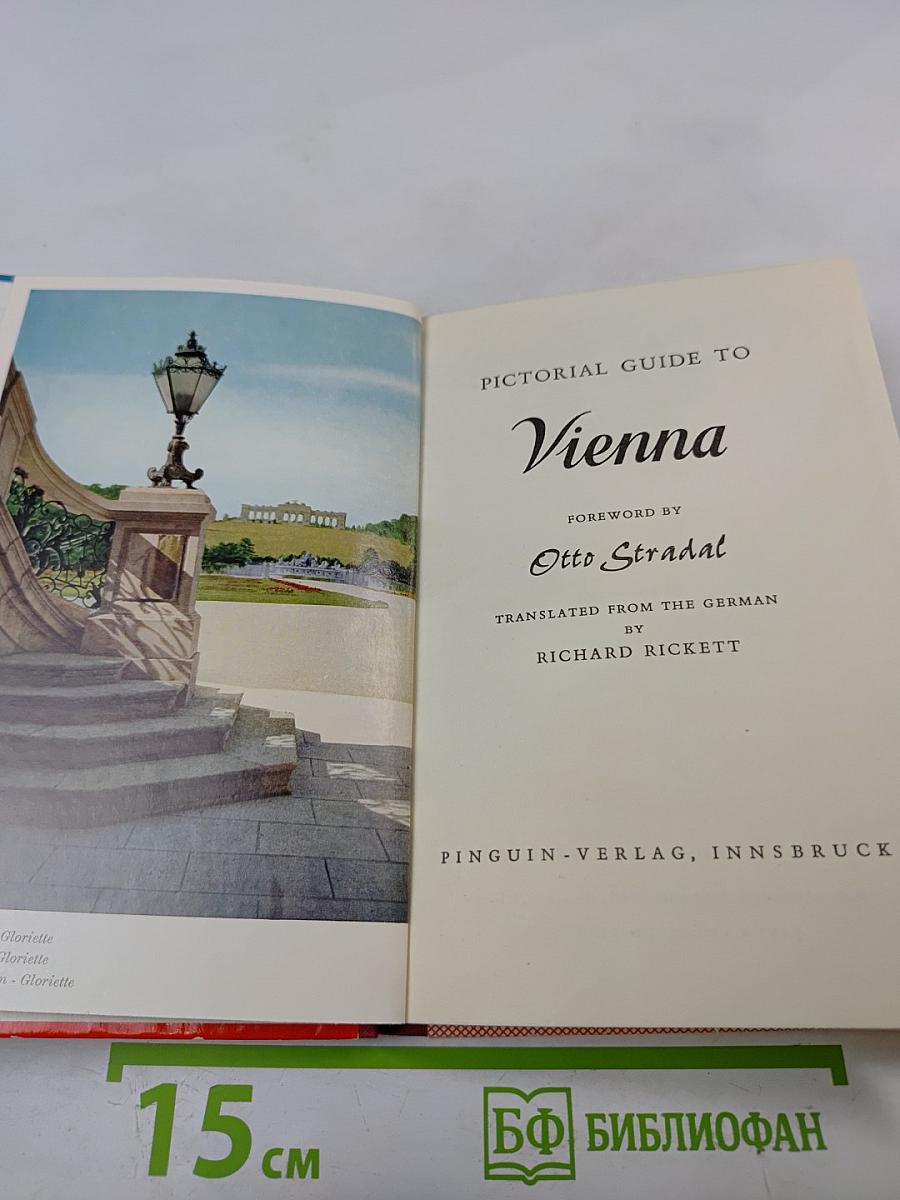 Gloriette
Gloriette
n - Gloriette
PICTORIAL GUIDE TO
Vienna
FOREWORD BY
Otto Stradal
TRANSLATED FROM THE GERMAN
BY
RICHARD RICKETT
PINGUIN-VERLAG, INNSBRUCK
15 см
БФ БИБЛИОФАН